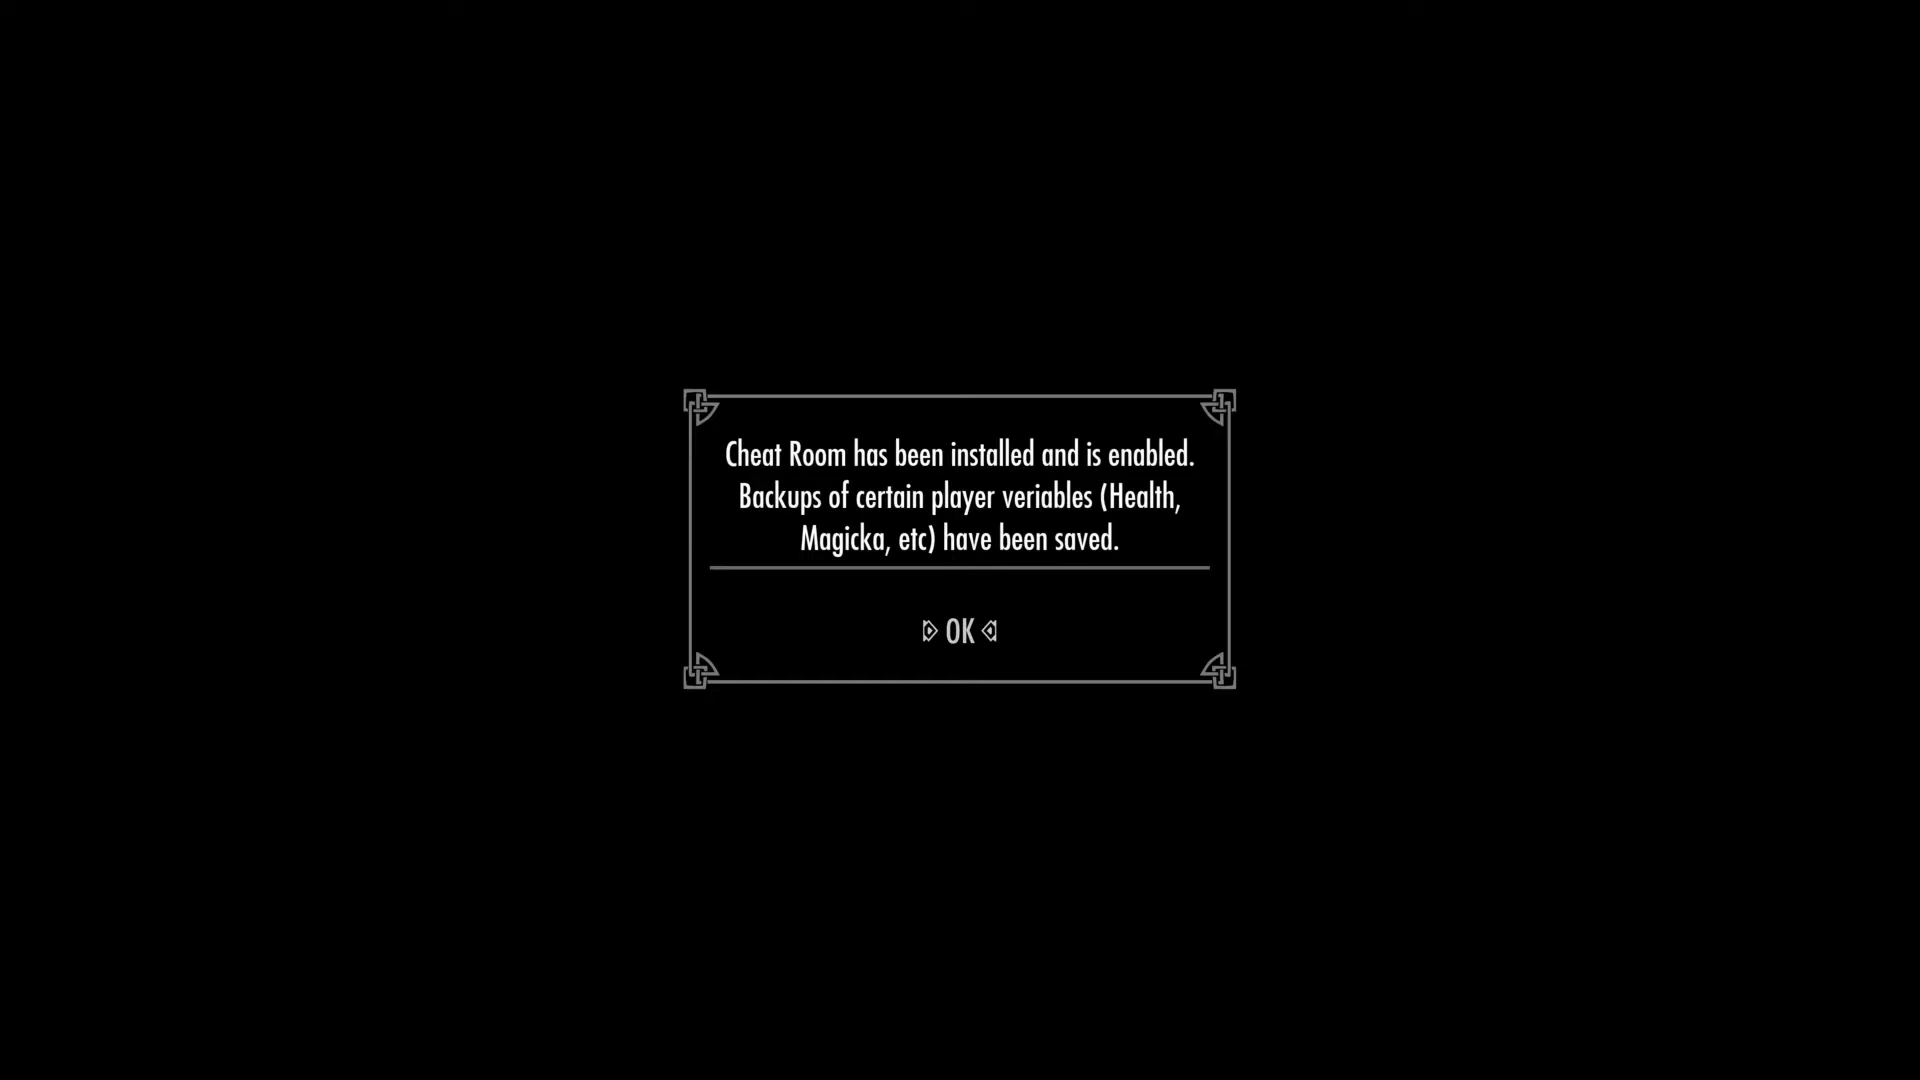 Cheat Room has been installed and is enabled.
Backups of certain player veriables (Health,
Magicka, etc) have been saved.
OK